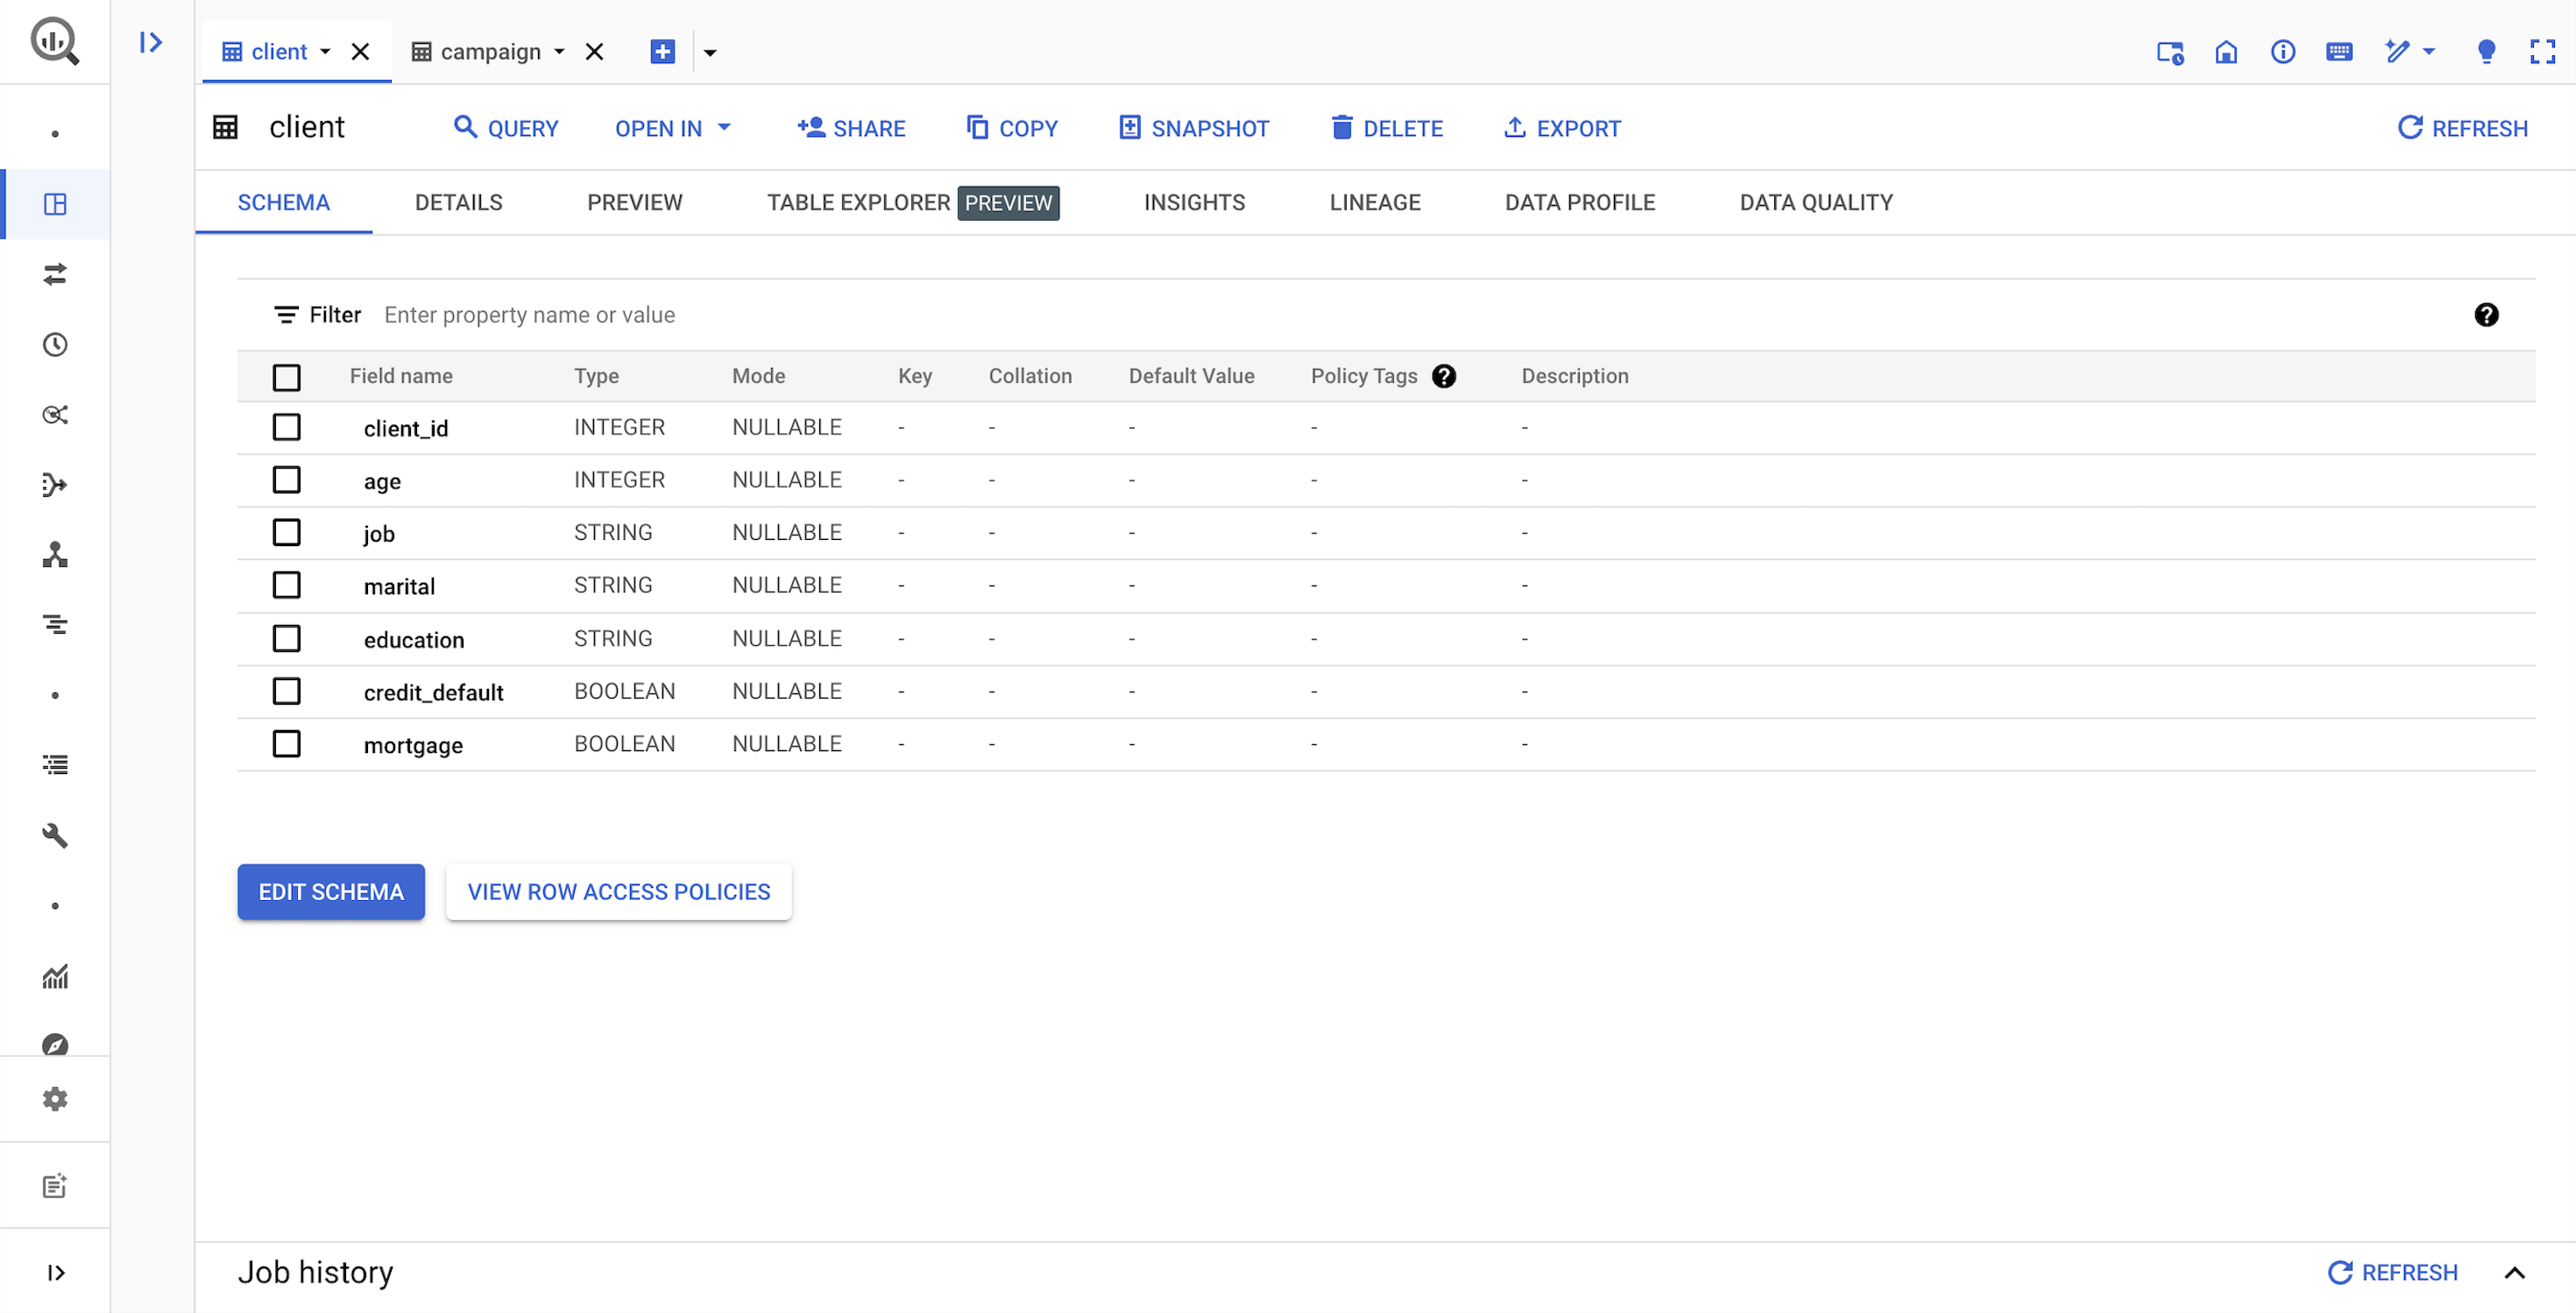 client campaign
client QUERY OPEN IN SHARE COPY SNAPSHOT DELETE EXPORT REFRESH
SCHEMA DETAILS PREVIEW TABLE EXPLORER PREVIEW INSIGHTS LINEAGE DATA PROFILE DATA QUALITY
Filter Enter property name or value
Field name Type Mode Key Collation Default Value Policy Tags Description
client_id INTEGER NULLABLE - - - - -
age INTEGER NULLABLE - - - - -
job STRING NULLABLE - - - - -
marital STRING NULLABLE - - - - -
education STRING NULLABLE - - - - -
credit_default BOOLEAN NULLABLE - - - - -
mortgage BOOLEAN NULLABLE - - - - -
EDIT SCHEMA VIEW ROW ACCESS POLICIES
Job history REFRESH